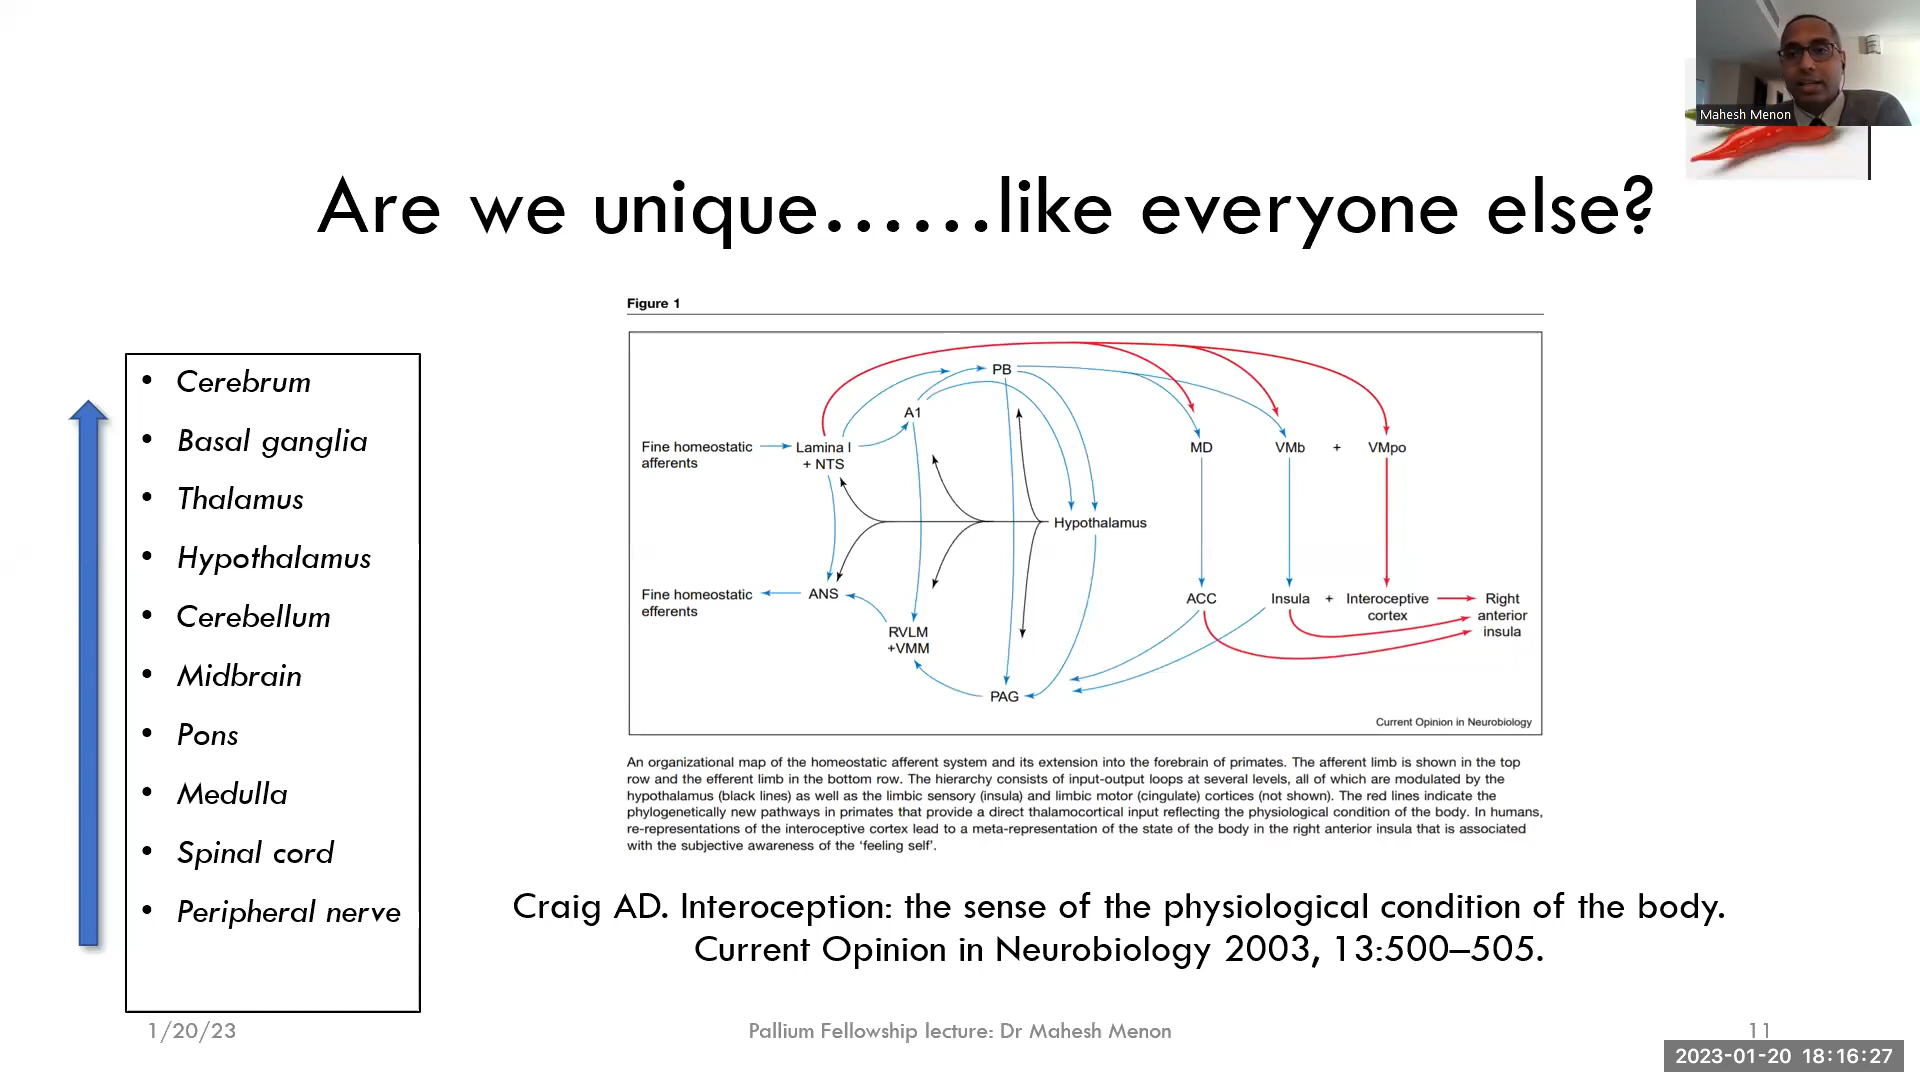 Mahesh Menon
Are we unique......like everyone else?
• Cerebrum
• Basal ganglia
• Thalamus
• Hypothalamus
• Cerebellum
• Midbrain
• Pons
• Medulla
• Spinal cord
• Peripheral nerve
Figure 1
PB
A1
Fine homeostatic
afferents
Lamina I
+ NTS
MD
VMb
+
VMpo
Hypothalamus
Fine homeostatic
efferents
ANS
RVLM
+VMM
PAG
ACC
Insula
+
Interoceptive
cortex
Right
anterior
insula
Current Opinion in Neurobiology
An organizational map of the homeostatic afferent system and its extension into the forebrain of primates. The afferent limb is shown in the top
row and the efferent limb in the bottom row. The hierarchy consists of input-output loops at several levels, all of which are modulated by the
hypothalamus (black lines) as well as the limbic sensory (insula) and limbic motor (cingulate) cortices (not shown). The red lines indicate the
phylogenetically new pathways in primates that provide a direct thalamocortical input reflecting the physiological condition of the body. In humans,
re-representations of the interoceptive cortex lead to a meta-representation of the state of the body in the right anterior insula that is associated
with the subjective awareness of the ‘feeling self’.
Craig AD. Interoception: the sense of the physiological condition of the body.
Current Opinion in Neurobiology 2003, 13:500–505.
1/20/23
Pallium Fellowship lecture: Dr Mahesh Menon
11
2023-01-20 18:16:27